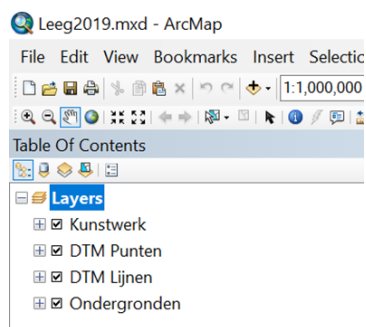 Leeg2019.mxd - ArcMap
File Edit View Bookmarks Insert Selectio
1:1,000,000
Table Of Contents
Layers
Kunstwerk
DTM Punten
DTM Lijnen
Ondergronden